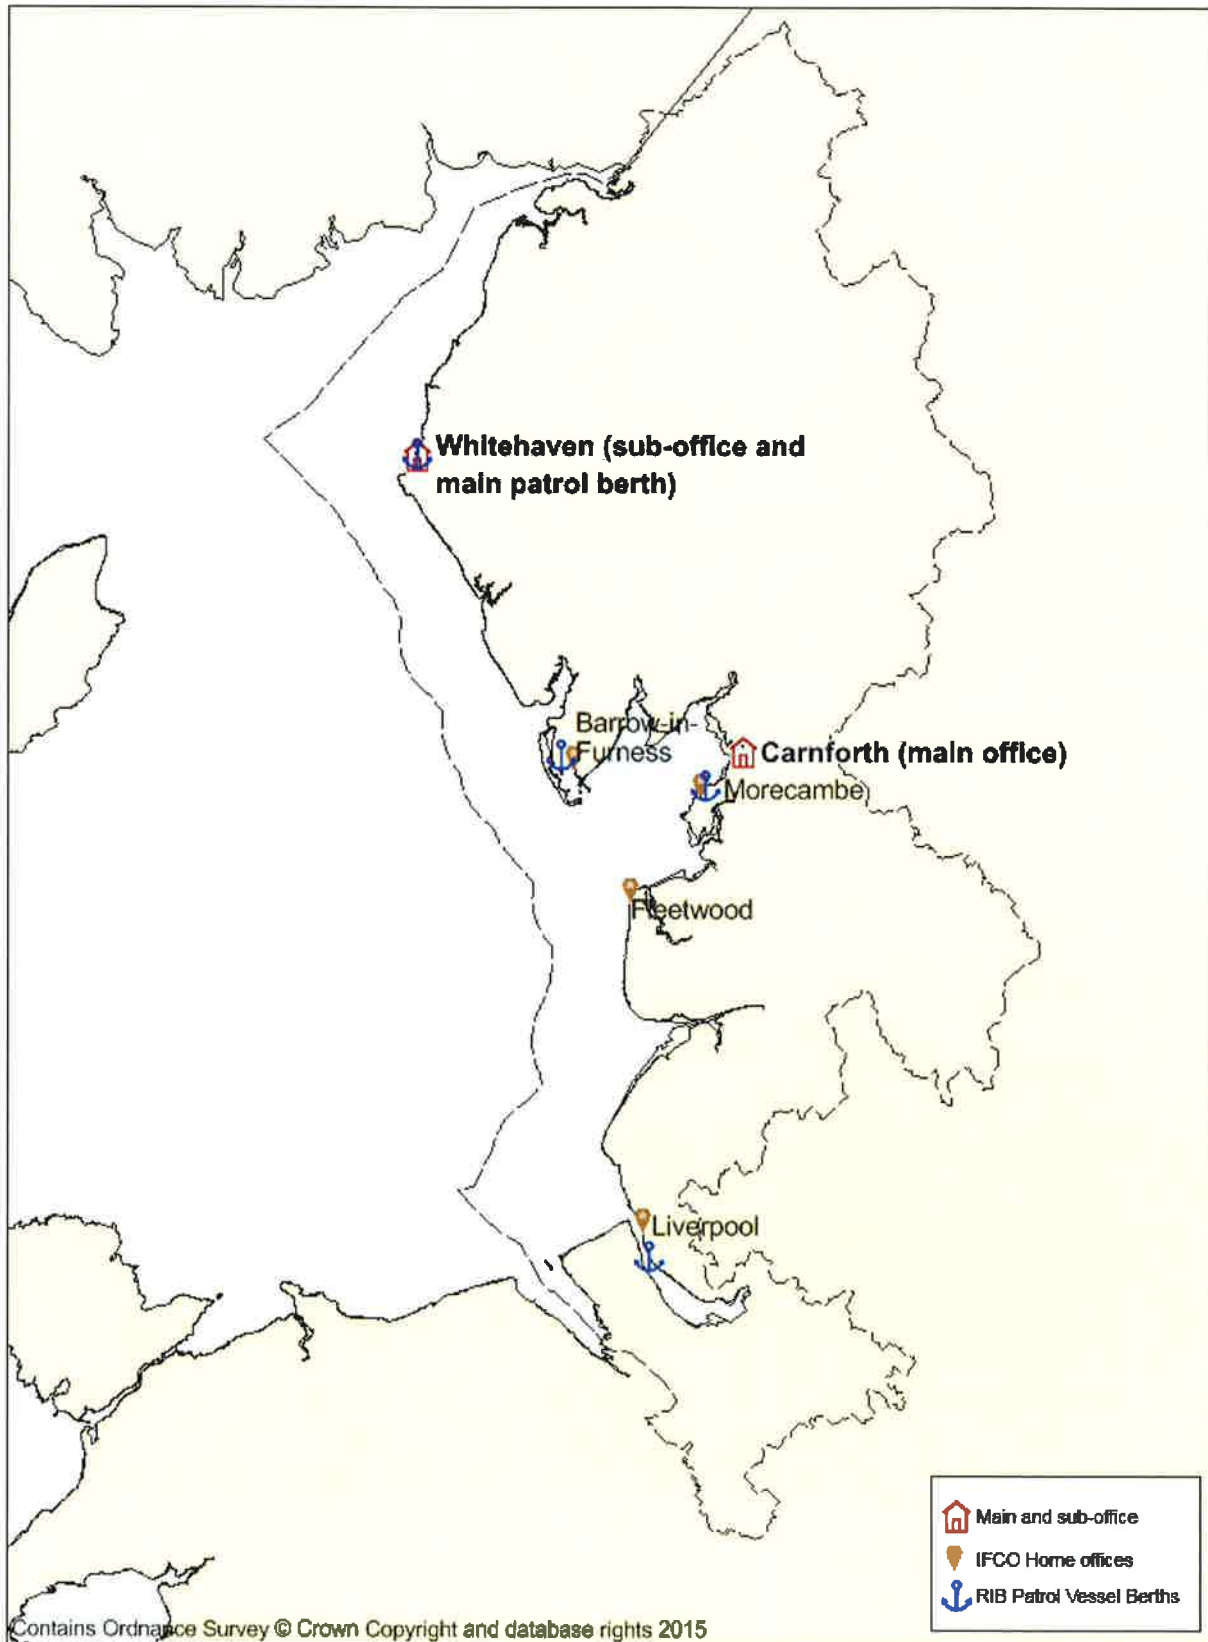 Whitehaven (sub-office and
main patrol berth)
Barrow-in-
Furness
Carnforth (main office)
Morecambe
Fleetwood
Liverpool
Main and sub-office
IFCO Home offices
RIB Patrol Vessel Berths
Contains Ordnance Survey © Crown Copyright and database rights 2015